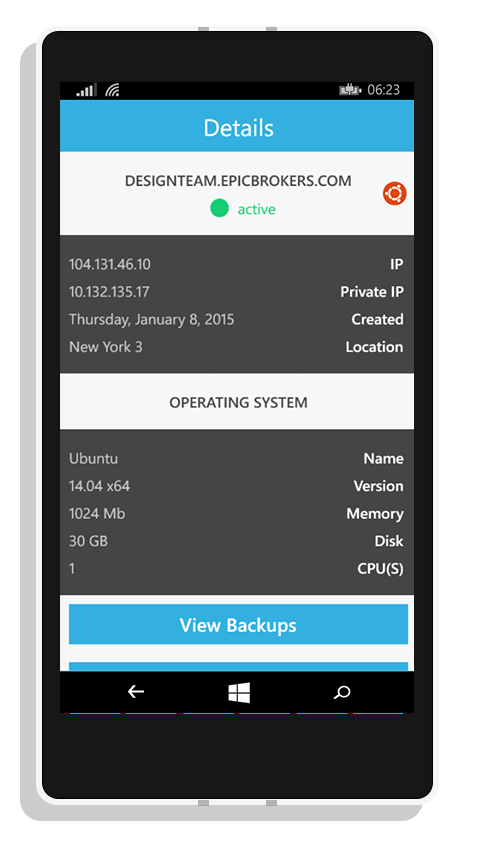 06:23
Details
DESIGNTEAM.EPICBROKERS.COM
active
104.131.46.10 IP
10.132.135.17 Private IP
Thursday, January 8, 2015 Created
New York 3 Location
OPERATING SYSTEM
Ubuntu Name
14.04 x64 Version
1024 Mb Memory
30 GB Disk
1 CPU(S)
View Backups